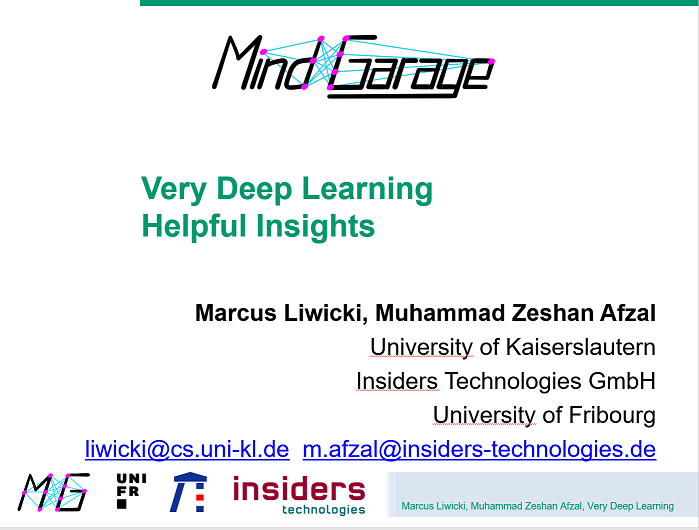 Mind Garage
Very Deep Learning
Helpful Insights
Marcus Liwicki, Muhammad Zeshan Afzal
University of Kaiserslautern
Insiders Technologies GmbH
University of Fribourg
liwicki@cs.uni-kl.de m.afzal@insiders-technologies.de
MG
UNI
FR
insiders
technologies
Marcus Liwicki, Muhammad Zeshan Afzal, Very Deep Learning